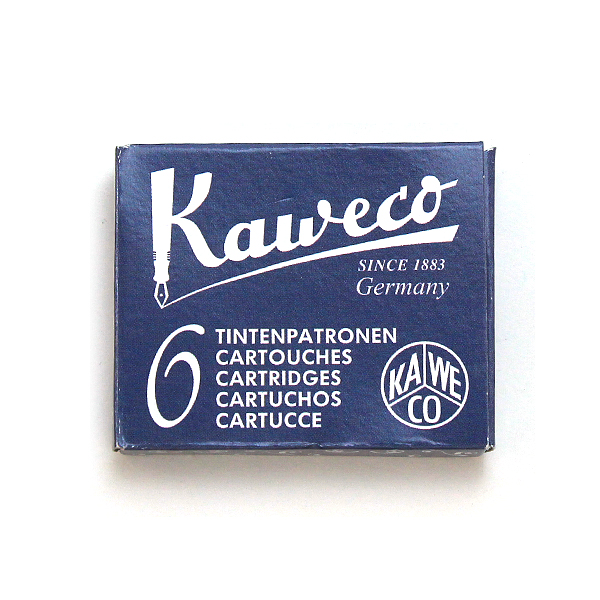 Kaweco
SINCE 1883
Germany
6
TINTENPATRONEN
CARTOUCHES
CARTRIDGES
CARTUCHOS
CARTUCCE
KA WE
CO